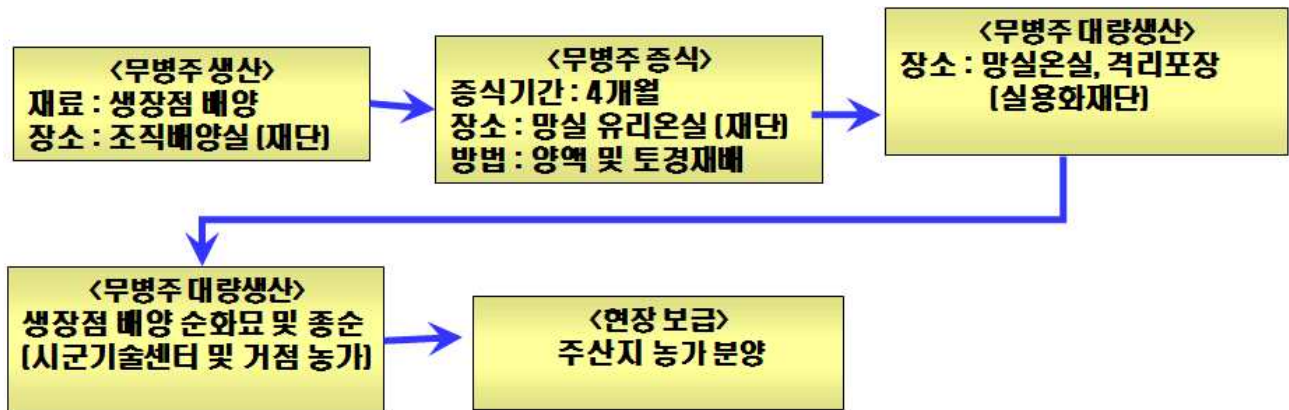 <무병주 생산>
재료 : 생장점 배양
장소 : 조직배양실 (재단)
<무병주 증식>
증식기간 : 4개월
장소 : 망실 유리온실 (재단)
방법 : 양액 및 토경재배
<무병주 대량생산>
장소 : 망실온실, 격리포장
(실용화재단)
<무병주 대량생산>
생장점 배양 순화묘 및 종순
(시군기술센터 및 거점 농가)
<현장 보급>
주산지 농가 분양